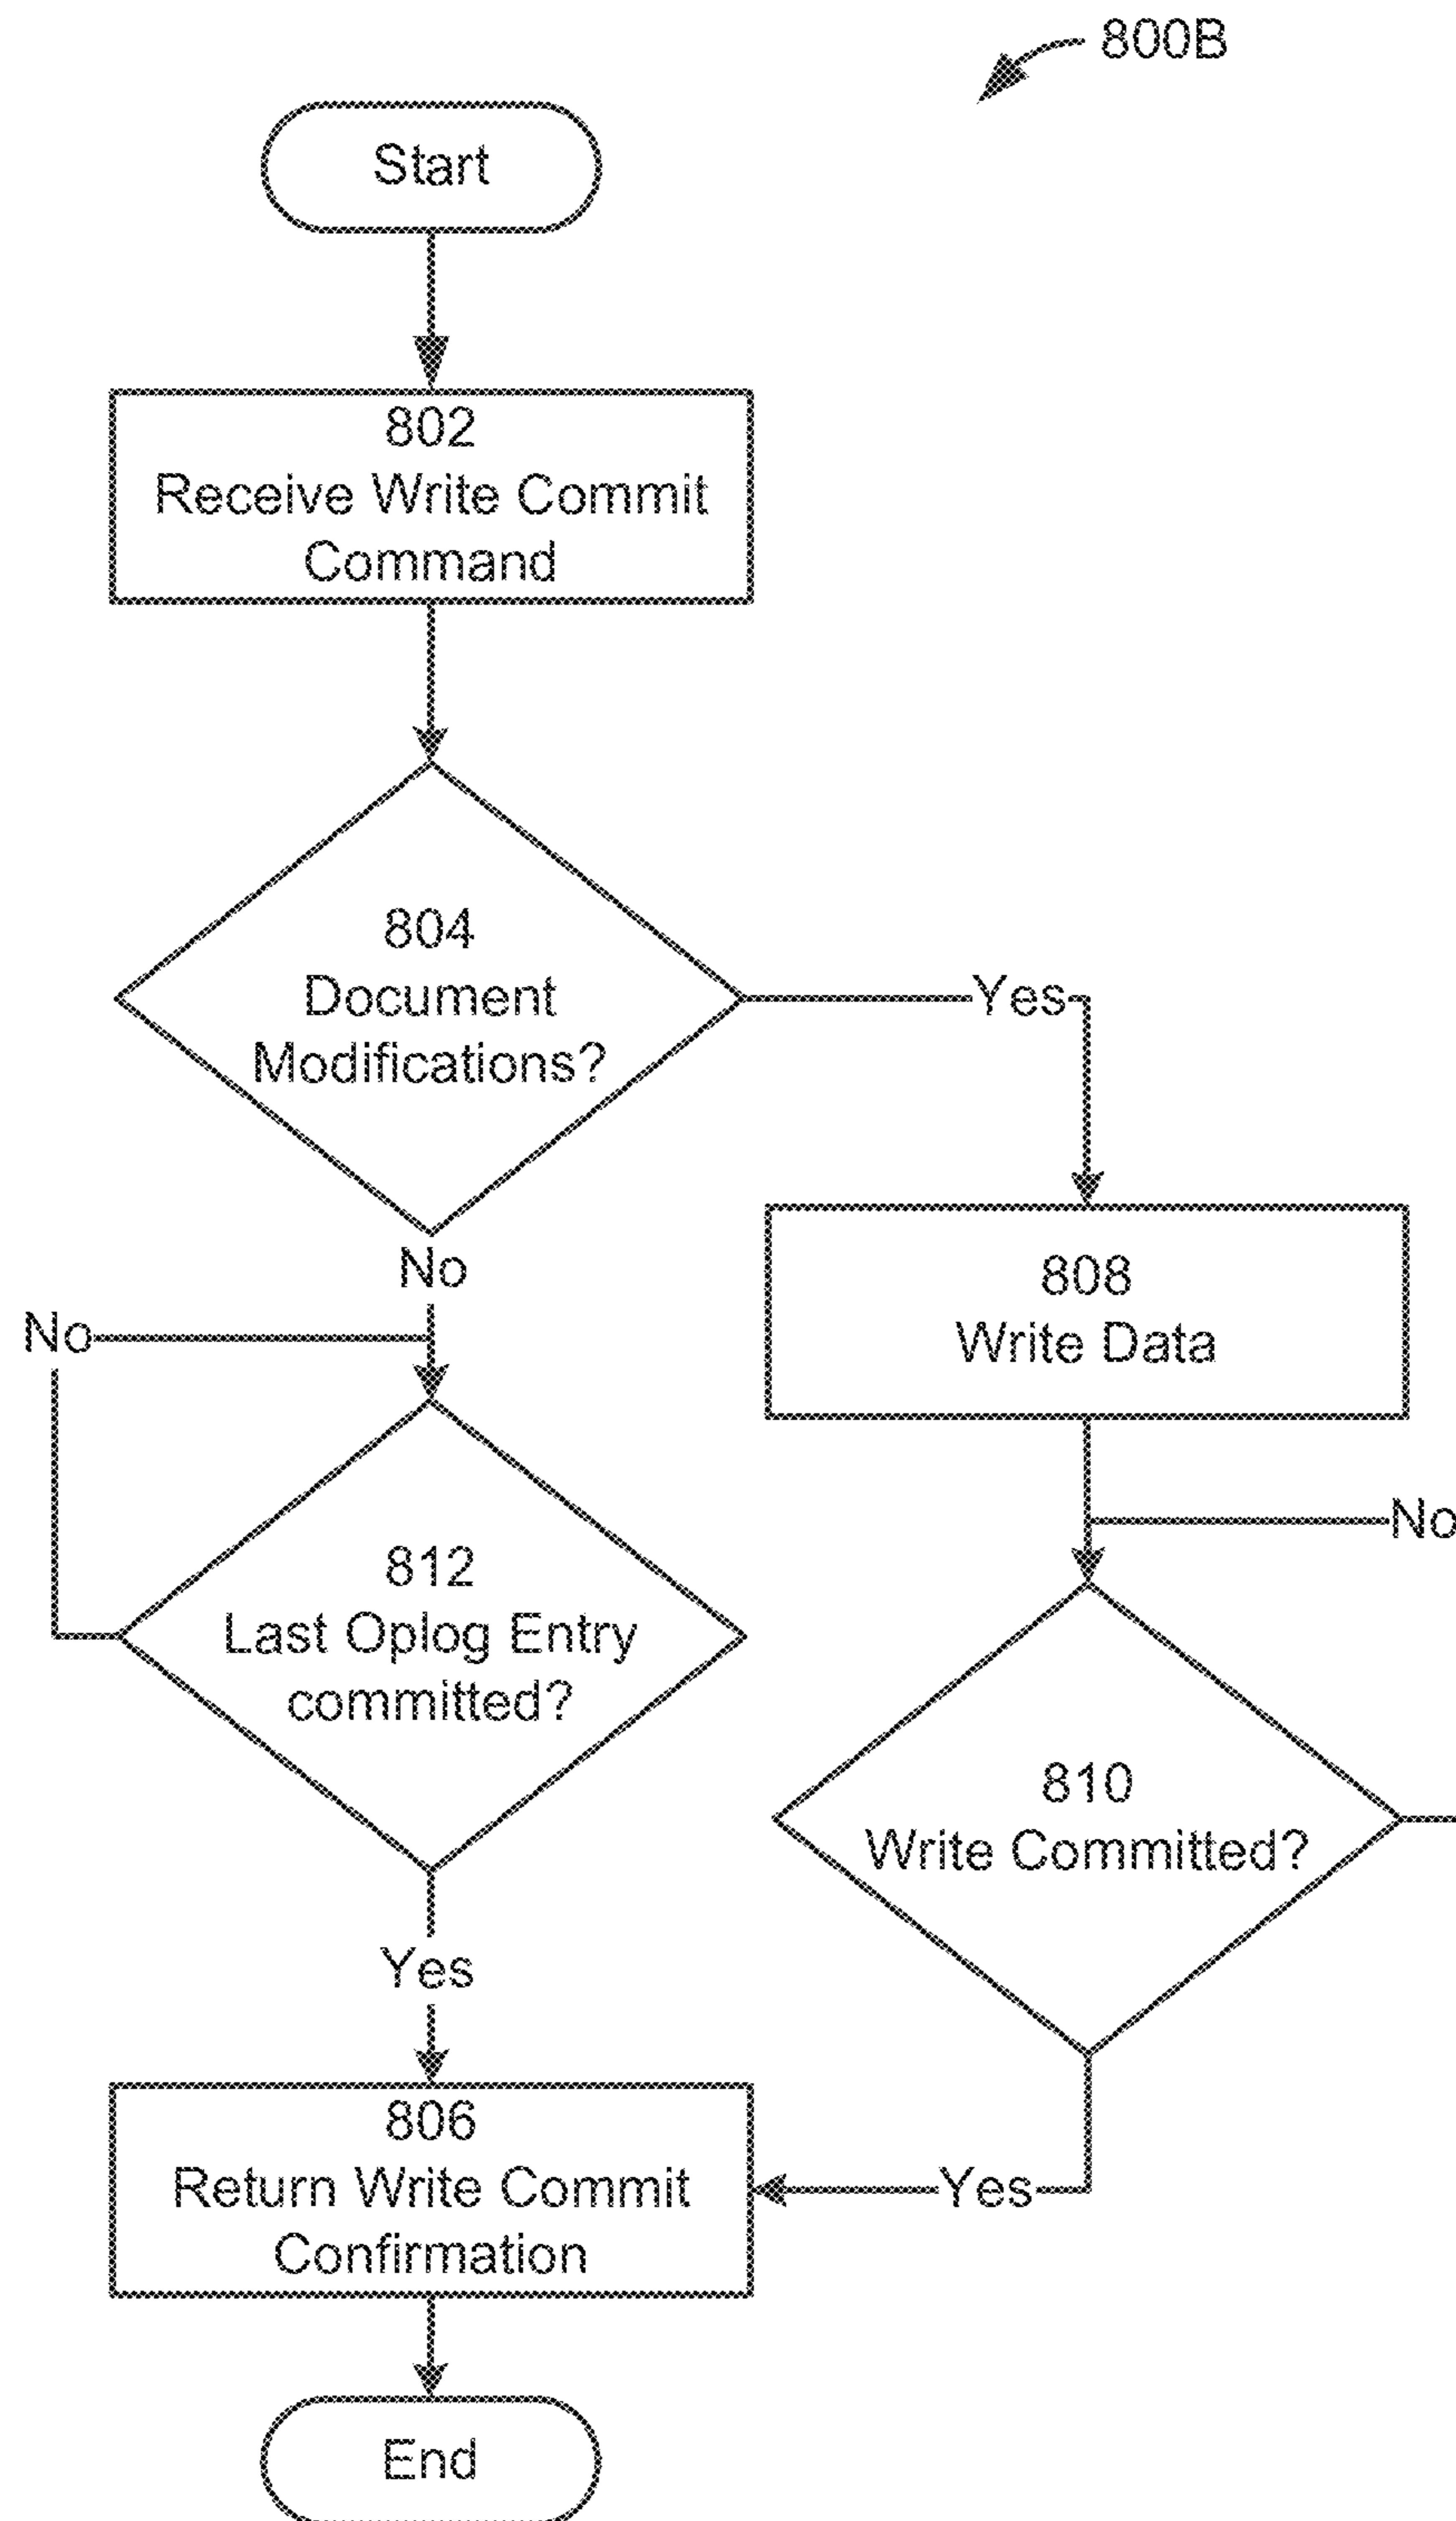 800B
Start
802
Receive Write Commit
Command
804
Document
Modifications?
Yes
No
No
808
Write Data
No
812
Last Oplog Entry
committed?
810
Write Committed?
Yes
806
Return Write Commit
Confirmation
Yes
End